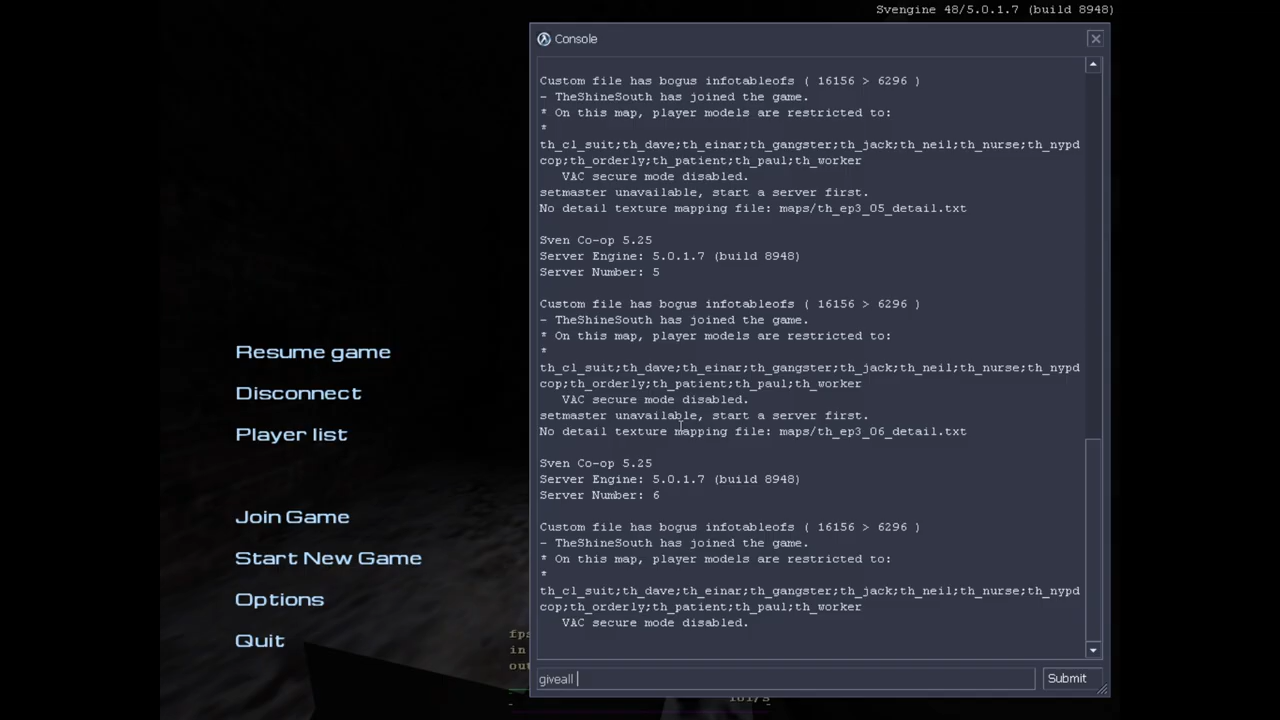 Svengine 48/5.0.1.7 (build 8948)
Console
Custom file has bogus infotableofs ( 16156 > 6296 )
- TheShineSouth has joined the game.
* On this map, player models are restricted to:
*
th_cl_suit;th_dave;th_einar;th_gangster;th_jack;th_neil;th_nurse;th_nypd
cop;th_orderly;th_patient;th_paul;th_worker
VAC secure mode disabled.
setmaster unavailable, start a server first.
No detail texture mapping file: maps/th_ep3_05_detail.txt
Sven Co-op 5.25
Server Engine: 5.0.1.7 (build 8948)
Server Number: 5
Custom file has bogus infotableofs ( 16156 > 6296 )
- TheShineSouth has joined the game.
* On this map, player models are restricted to:
*
th_cl_suit;th_dave;th_einar;th_gangster;th_jack;th_neil;th_nurse;th_nypd
cop;th_orderly;th_patient;th_paul;th_worker
VAC secure mode disabled.
setmaster unavailable, start a server first.
No detail texture mapping file: maps/th_ep3_06_detail.txt
Sven Co-op 5.25
Server Engine: 5.0.1.7 (build 8948)
Server Number: 6
Custom file has bogus infotableofs ( 16156 > 6296 )
- TheShineSouth has joined the game.
* On this map, player models are restricted to:
*
th_cl_suit;th_dave;th_einar;th_gangster;th_jack;th_neil;th_nurse;th_nypd
cop;th_orderly;th_patient;th_paul;th_worker
VAC secure mode disabled.
giveall
Submit
Resume game
Disconnect
Player list
Join Game
Start New Game
Options
Quit
fps
in
out